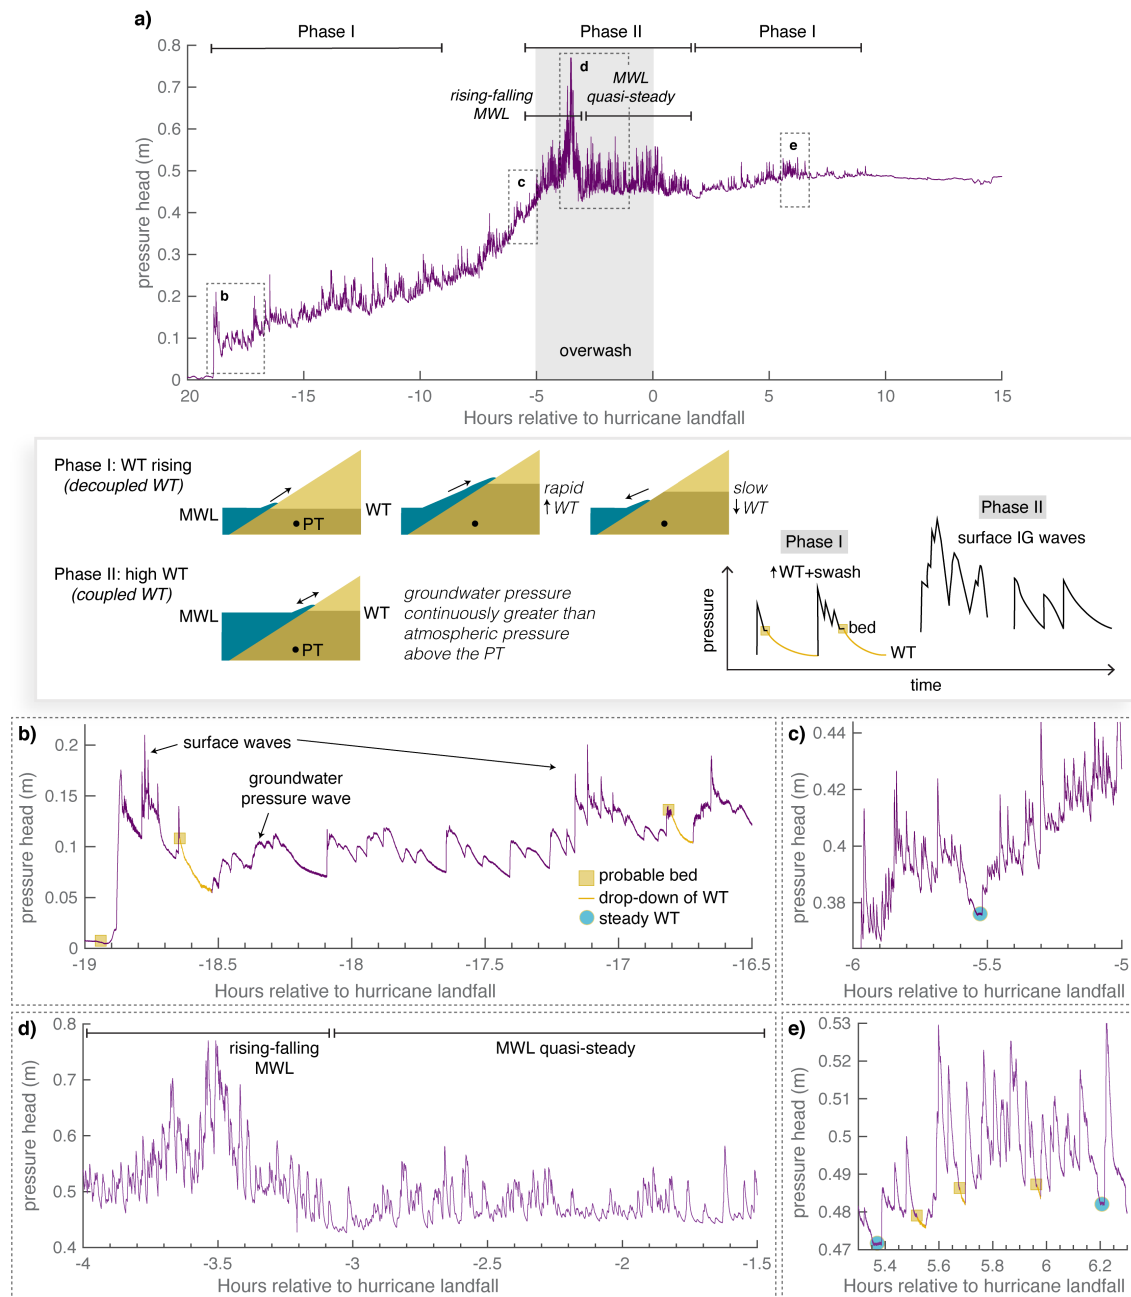 a)
Phase I
Phase II
Phase I
0.8
0.7
0.6
0.5
0.4
0.3
0.2
0.1
0
pressure head (m)
rising-falling
MWL
MWL
quasi-steady
b
c
d
e
overwash
20
-15
-10
-5
0
5
10
15
Hours relative to hurricane landfall
Phase I: WT rising
(decoupled WT)
MWL
WT
PT
rapid
↑WT
slow
↓WT
Phase II: high WT
(coupled WT)
MWL
WT
PT
groundwater pressure
continuously greater than
atmospheric pressure
above the PT
Phase I
↑WT+swash
Phase II
surface IG waves
bed
WT
pressure
time
b)
surface waves
groundwater
pressure wave
0.2
0.15
0.1
0.05
0
pressure head (m)
probable bed
drop-down of WT
steady WT
-19
-18.5
-18
-17.5
-17
-16.5
Hours relative to hurricane landfall
c)
0.44
0.42
0.4
0.38
pressure head (m)
-6
-5.5
-5
Hours relative to hurricane landfall
d)
0.8
0.7
0.6
0.5
0.4
pressure head (m)
rising-falling
MWL
MWL quasi-steady
-4
-3.5
-3
-2.5
-2
-1.5
Hours relative to hurricane landfall
e)
0.53
0.52
0.51
0.5
0.49
0.48
0.47
pressure head (m)
5.4
5.6
5.8
6
6.2
Hours relative to hurricane landfall